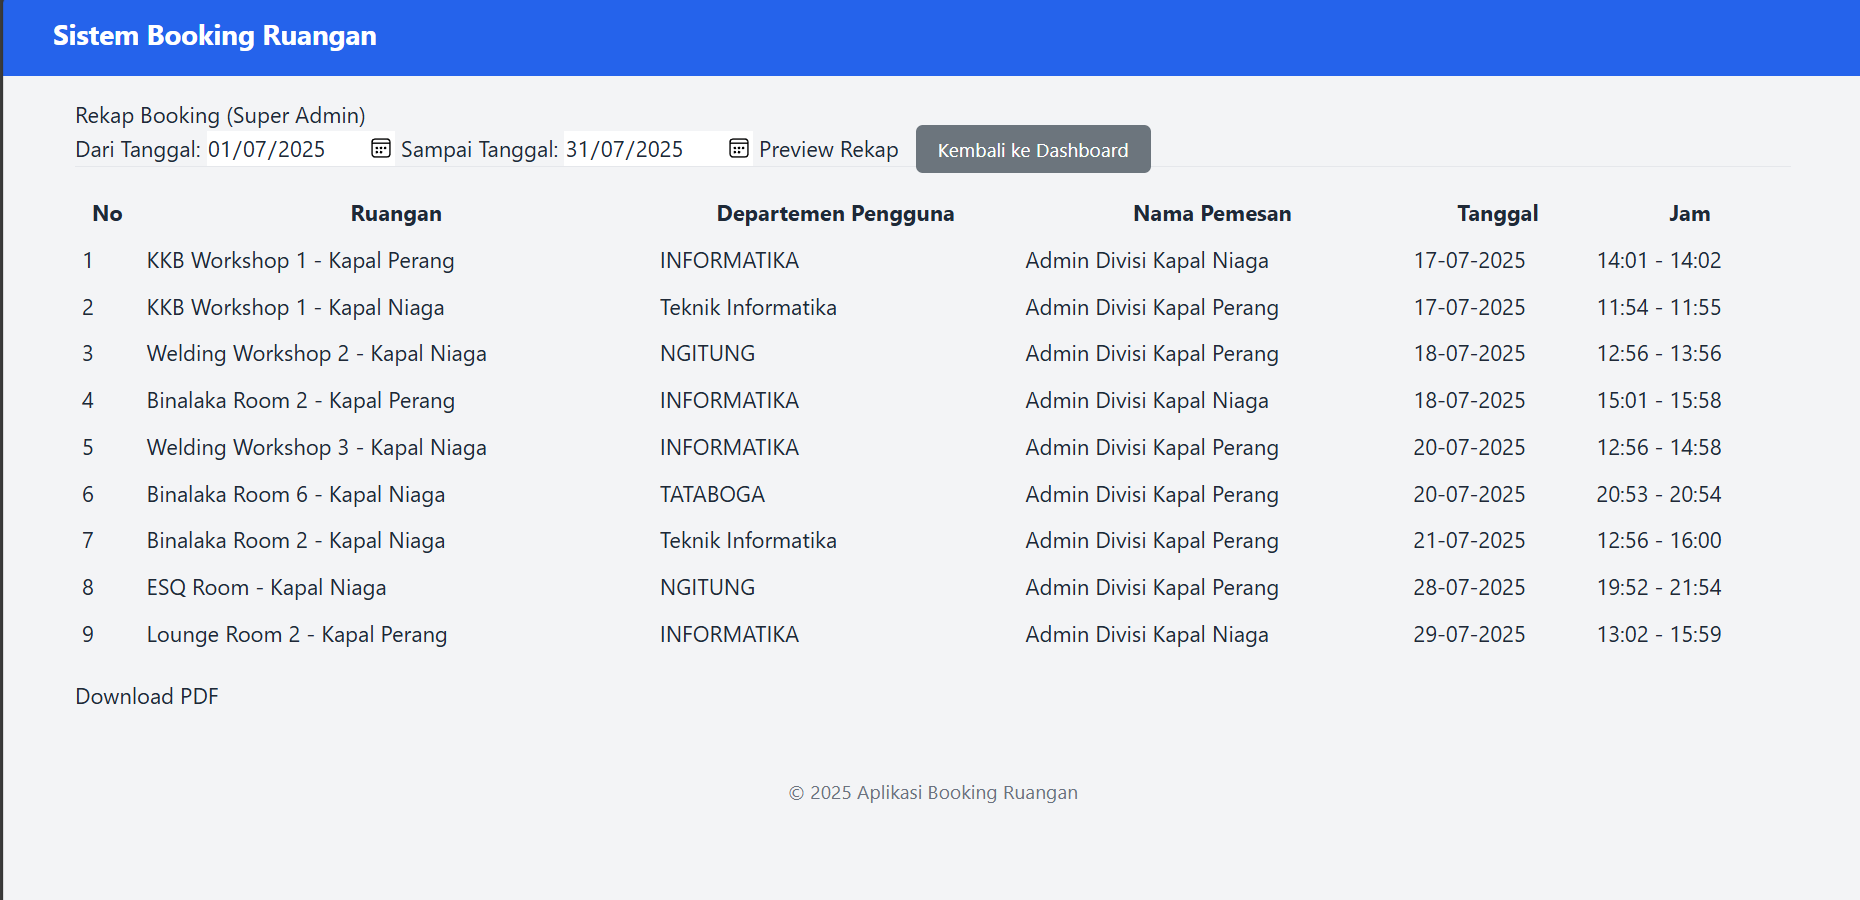 Sistem Booking Ruangan
Rekap Booking (Super Admin)
Dari Tanggal: 01/07/2025 Sampai Tanggal: 31/07/2025 Preview Rekap Kembali ke Dashboard
No Ruangan Departemen Pengguna Nama Pemesan Tanggal Jam
1 KKB Workshop 1 - Kapal Perang INFORMATIKA Admin Divisi Kapal Niaga 17-07-2025 14:01 - 14:02
2 KKB Workshop 1 - Kapal Niaga Teknik Informatika Admin Divisi Kapal Perang 17-07-2025 11:54 - 11:55
3 Welding Workshop 2 - Kapal Niaga NGITUNG Admin Divisi Kapal Perang 18-07-2025 12:56 - 13:56
4 Binalaka Room 2 - Kapal Perang INFORMATIKA Admin Divisi Kapal Niaga 18-07-2025 15:01 - 15:58
5 Welding Workshop 3 - Kapal Niaga INFORMATIKA Admin Divisi Kapal Perang 20-07-2025 12:56 - 14:58
6 Binalaka Room 6 - Kapal Niaga TATABOGA Admin Divisi Kapal Perang 20-07-2025 20:53 - 20:54
7 Binalaka Room 2 - Kapal Niaga Teknik Informatika Admin Divisi Kapal Perang 21-07-2025 12:56 - 16:00
8 ESQ Room - Kapal Niaga NGITUNG Admin Divisi Kapal Perang 28-07-2025 19:52 - 21:54
9 Lounge Room 2 - Kapal Perang INFORMATIKA Admin Divisi Kapal Niaga 29-07-2025 13:02 - 15:59
Download PDF
© 2025 Aplikasi Booking Ruangan